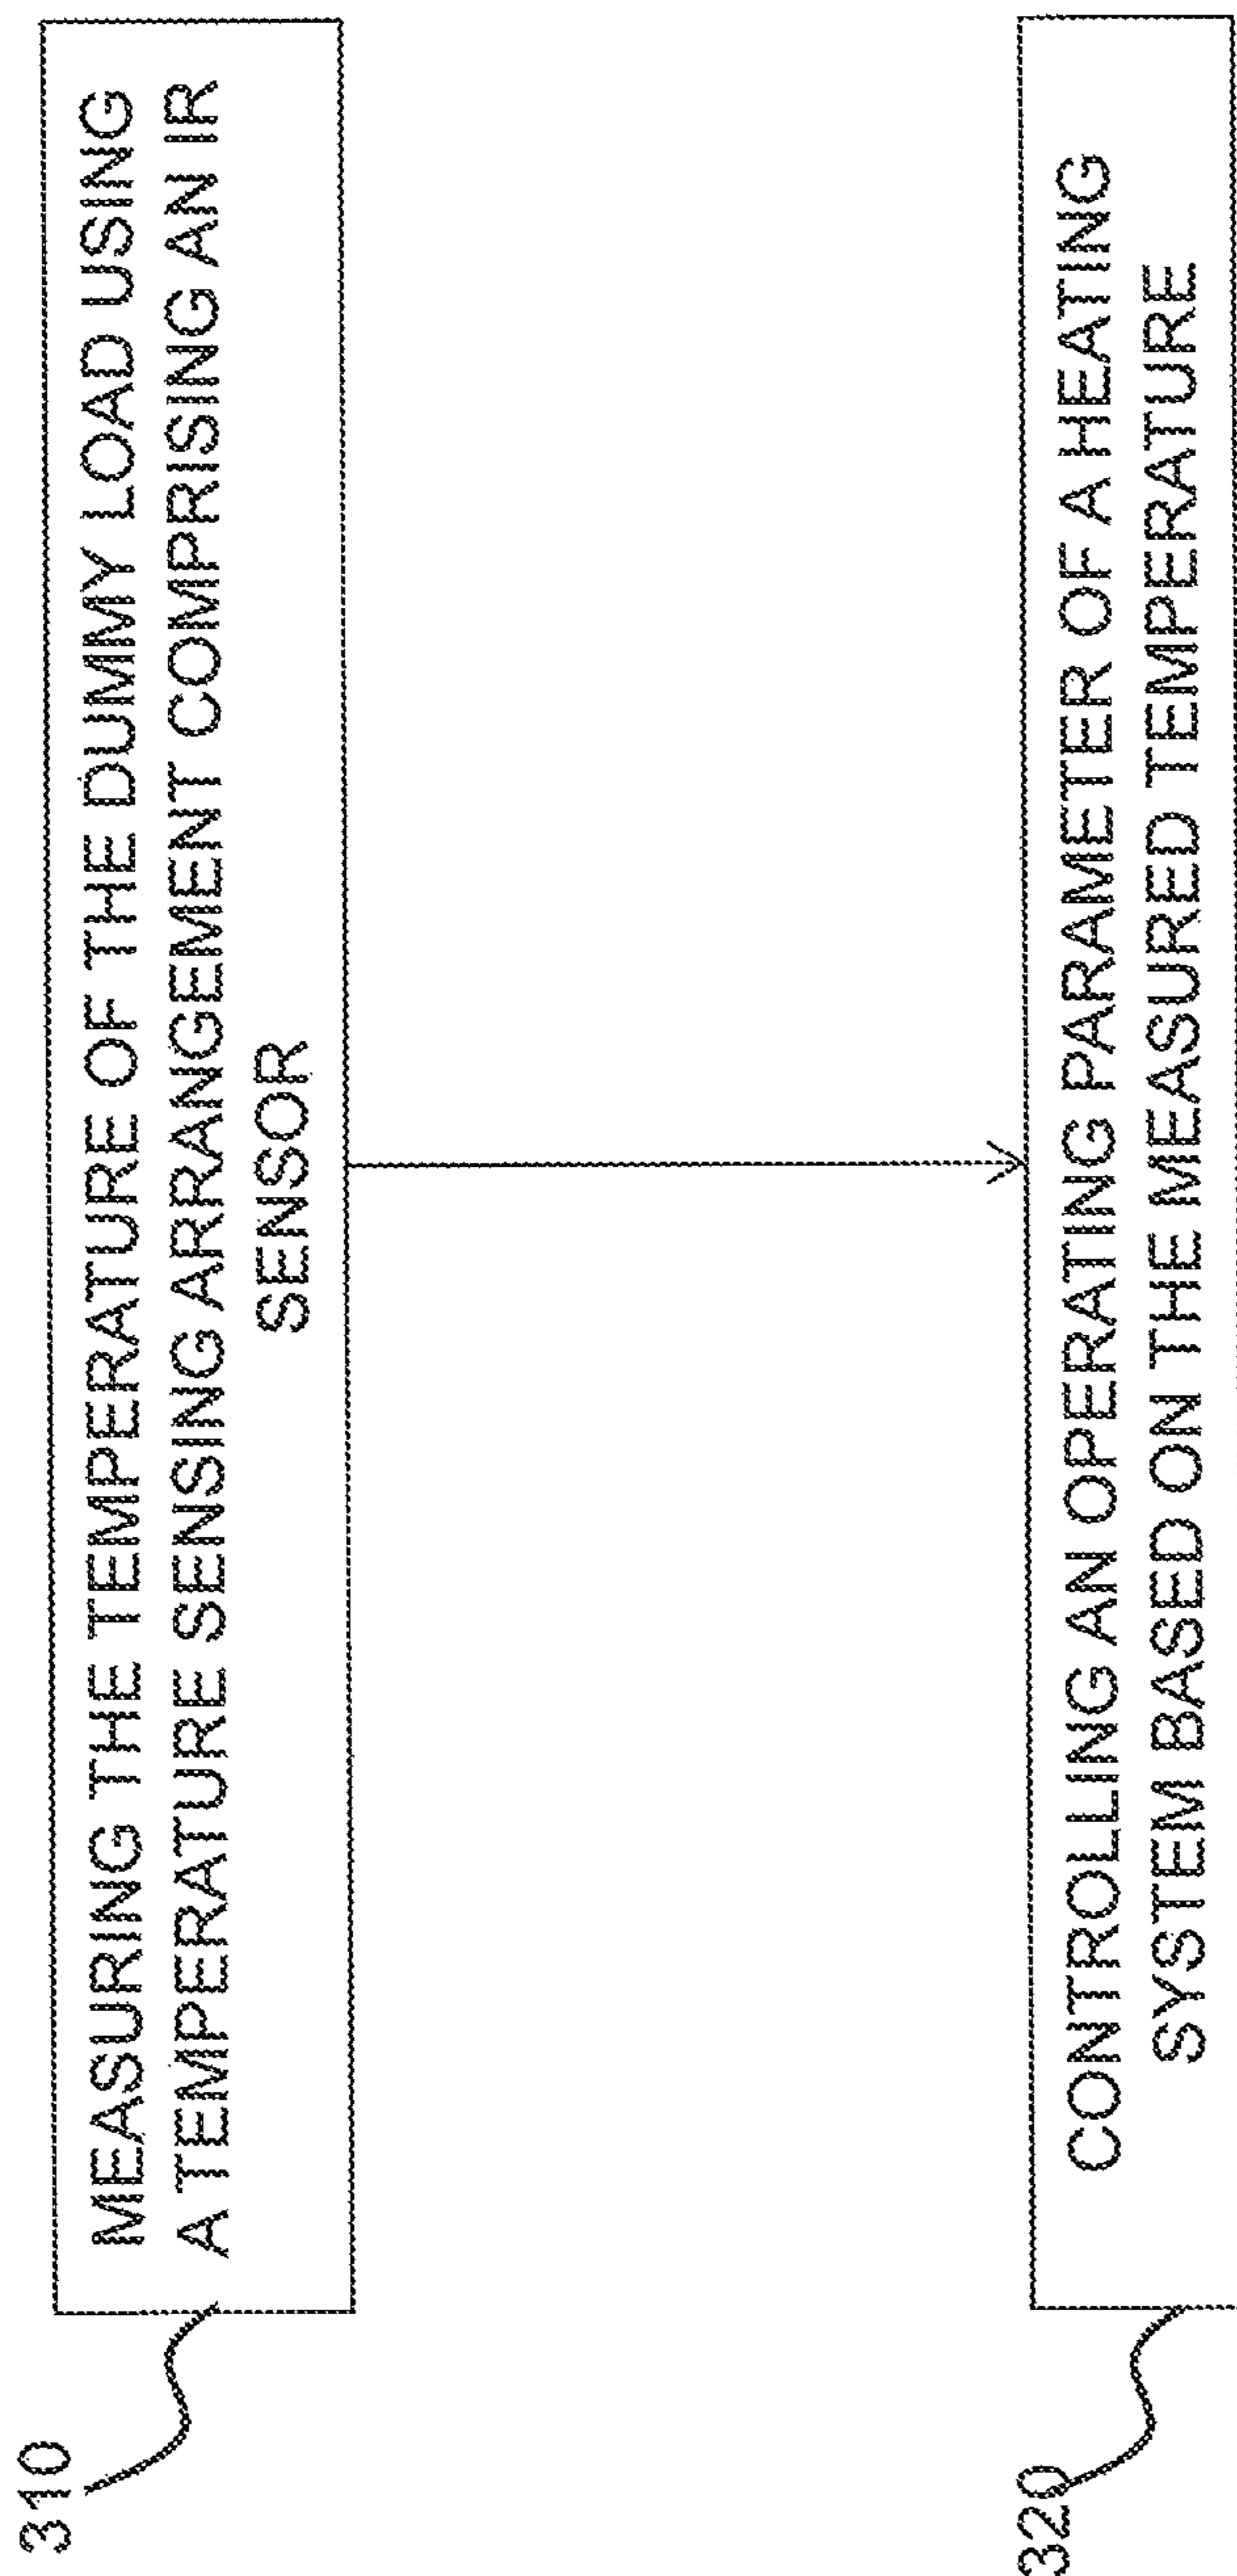 310
MEASURING THE TEMPERATURE OF THE DUMMY LOAD USING
A TEMPERATURE SENSING ARRANGEMENT COMPRISING AN IR
SENSOR
320
CONTROLLING AN OPERATING PARAMETER OF A HEATING
SYSTEM BASED ON THE MEASURED TEMPERATURE